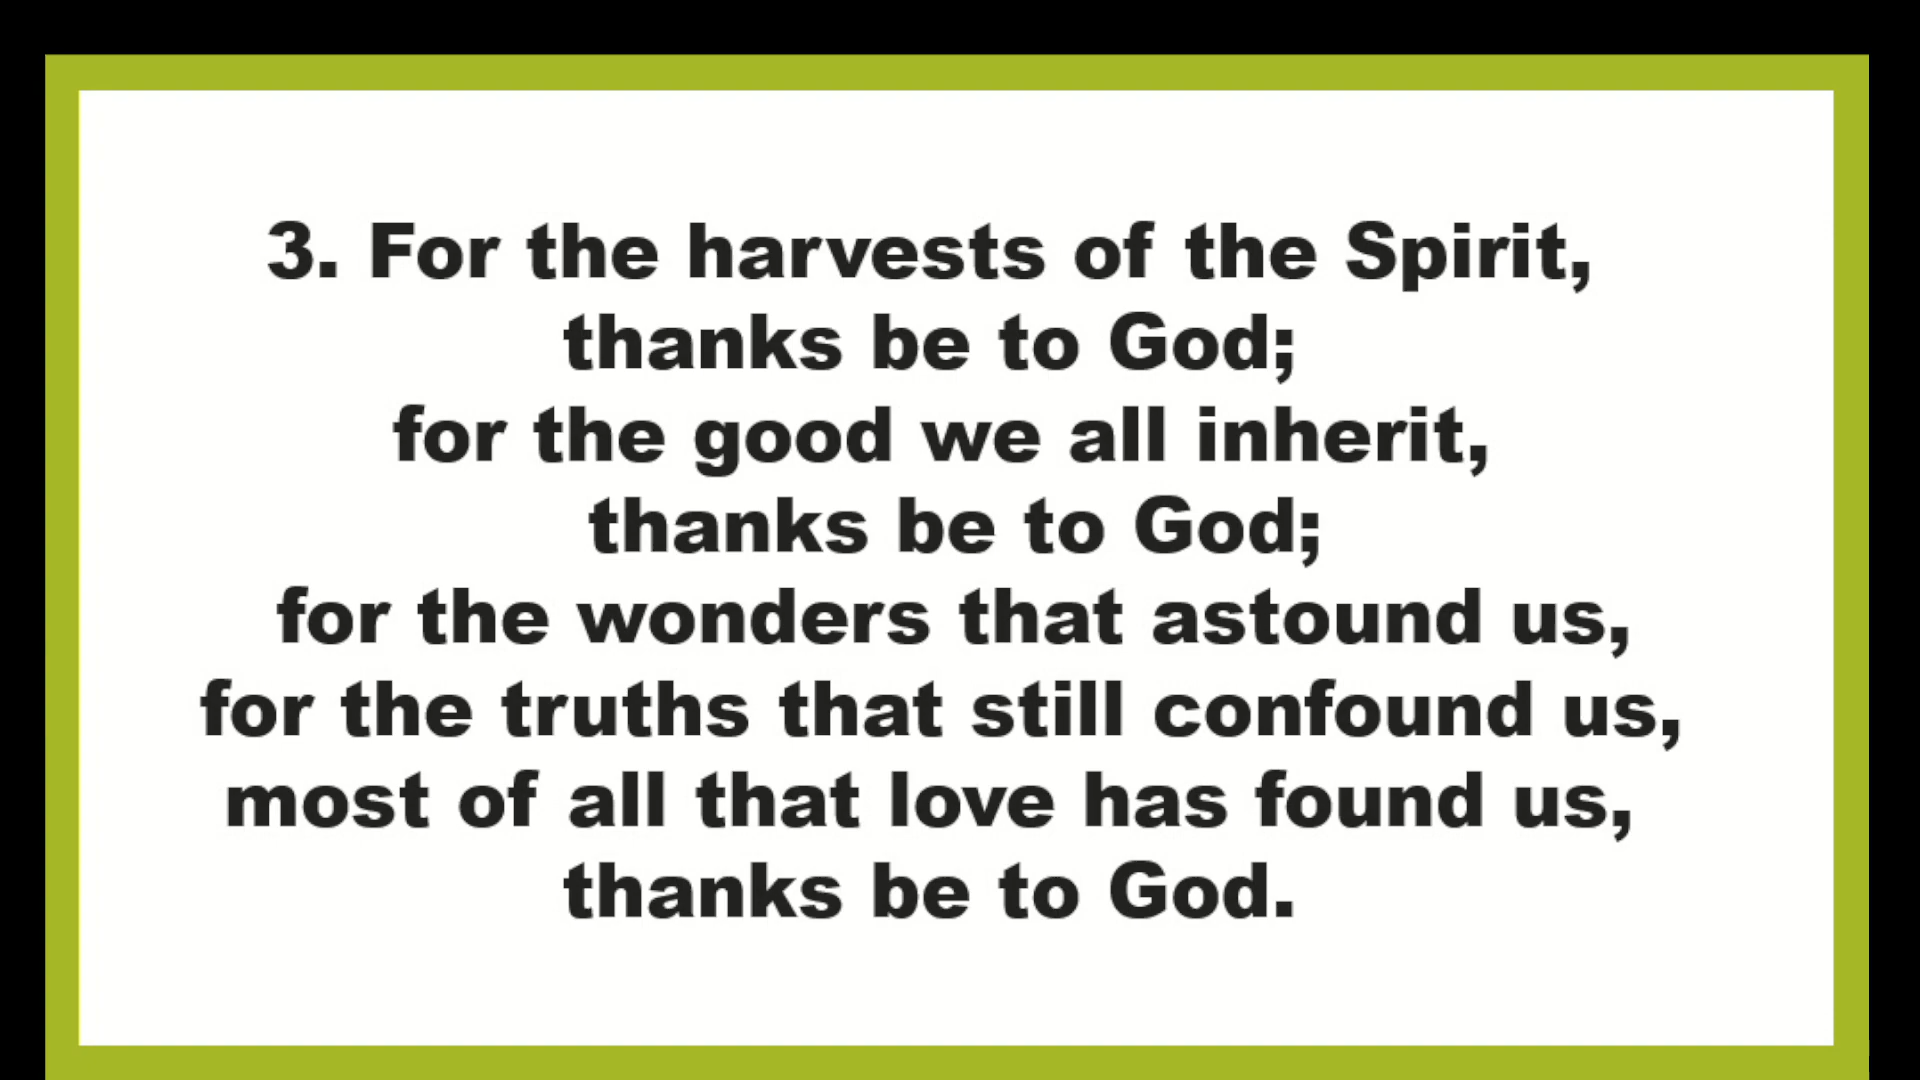 3. For the harvests of the Spirit,
thanks be to God;
for the good we all inherit,
thanks be to God;
for the wonders that astound us,
for the truths that still confound us,
most of all that love has found us,
thanks be to God.